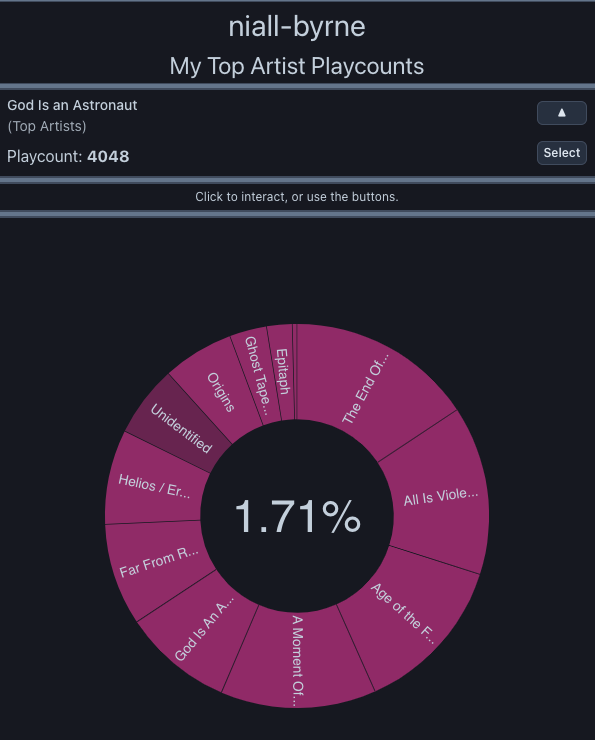 niall-byrne
My Top Artist Playcounts
God Is an Astronaut
(Top Artists)
▲
Playcount: 4048
Select
Click to interact, or use the buttons.
The End Of...
All Is Viole...
Age of the F...
A Moment Of...
God Is An A...
Far From R...
Helios / Er...
Unidentified
Origins
Ghost Tape...
Epitaph
1.71%